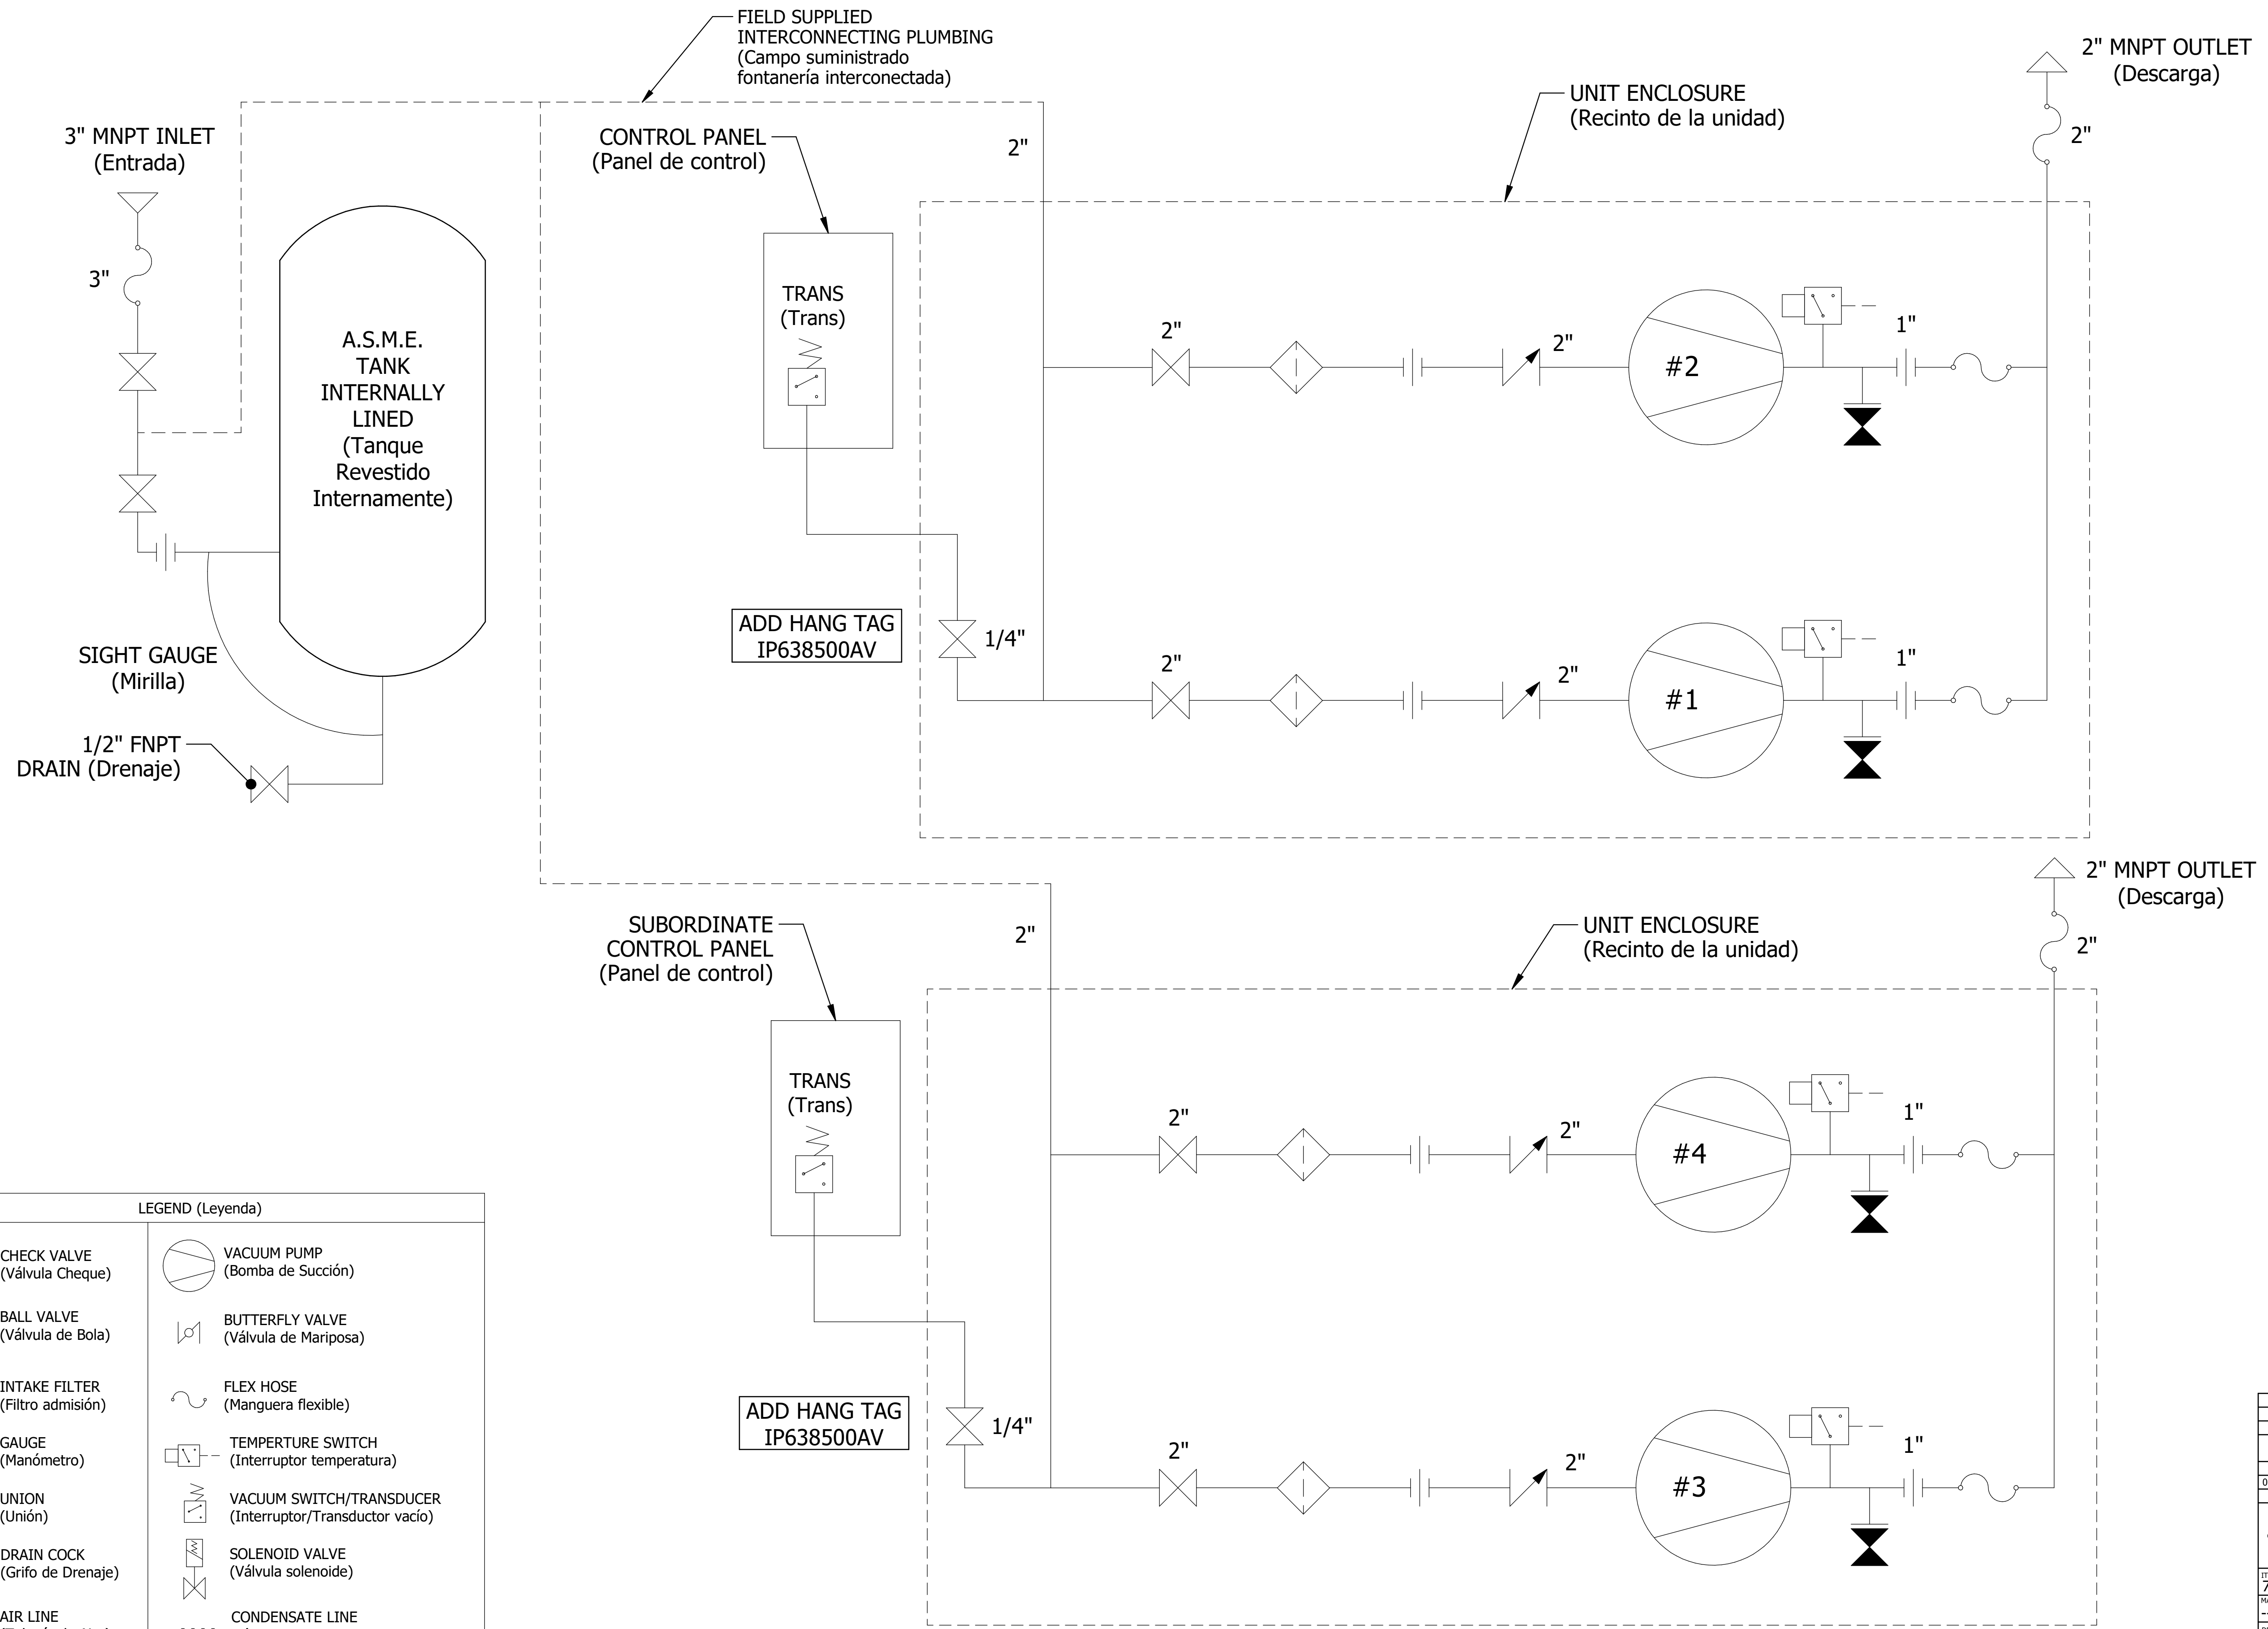 FIELD SUPPLIED
INTERCONNECTING PLUMBING
(Campo suministrado
fontanería interconectada)
2" MNPT OUTLET
(Descarga)
UNIT ENCLOSURE
(Recinto de la unidad)
3" MNPT INLET
(Entrada)
CONTROL PANEL
(Panel de control)
2"
2"
3"
TRANS
(Trans)
A.S.M.E.
TANK
INTERNALLY
LINED
(Tanque
Revestido
Internamente)
2"
2"
#2
1"
ADD HANG TAG
IP638500AV
1/4"
2"
2"
#1
1"
SIGHT GAUGE
(Mirilla)
1/2" FNPT
DRAIN (Drenaje)
2" MNPT OUTLET
(Descarga)
SUBORDINATE
CONTROL PANEL
(Panel de control)
2"
UNIT ENCLOSURE
(Recinto de la unidad)
2"
TRANS
(Trans)
2"
2"
#4
1"
ADD HANG TAG
IP638500AV
1/4"
2"
2"
#3
1"
LEGEND (Leyenda)
CHECK VALVE
(Válvula Cheque)
BALL VALVE
(Válvula de Bola)
INTAKE FILTER
(Filtro admisión)
GAUGE
(Manómetro)
UNION
(Unión)
DRAIN COCK
(Grifo de Drenaje)
AIR LINE
VACUUM PUMP
(Bomba de Succión)
BUTTERFLY VALVE
(Válvula de Mariposa)
FLEX HOSE
(Manguera flexible)
TEMPERTURE SWITCH
(Interruptor temperatura)
VACUUM SWITCH/TRANSDUCER
(Interruptor/Transductor vacío)
SOLENOID VALVE
(Válvula solenoide)
CONDENSATE LINE